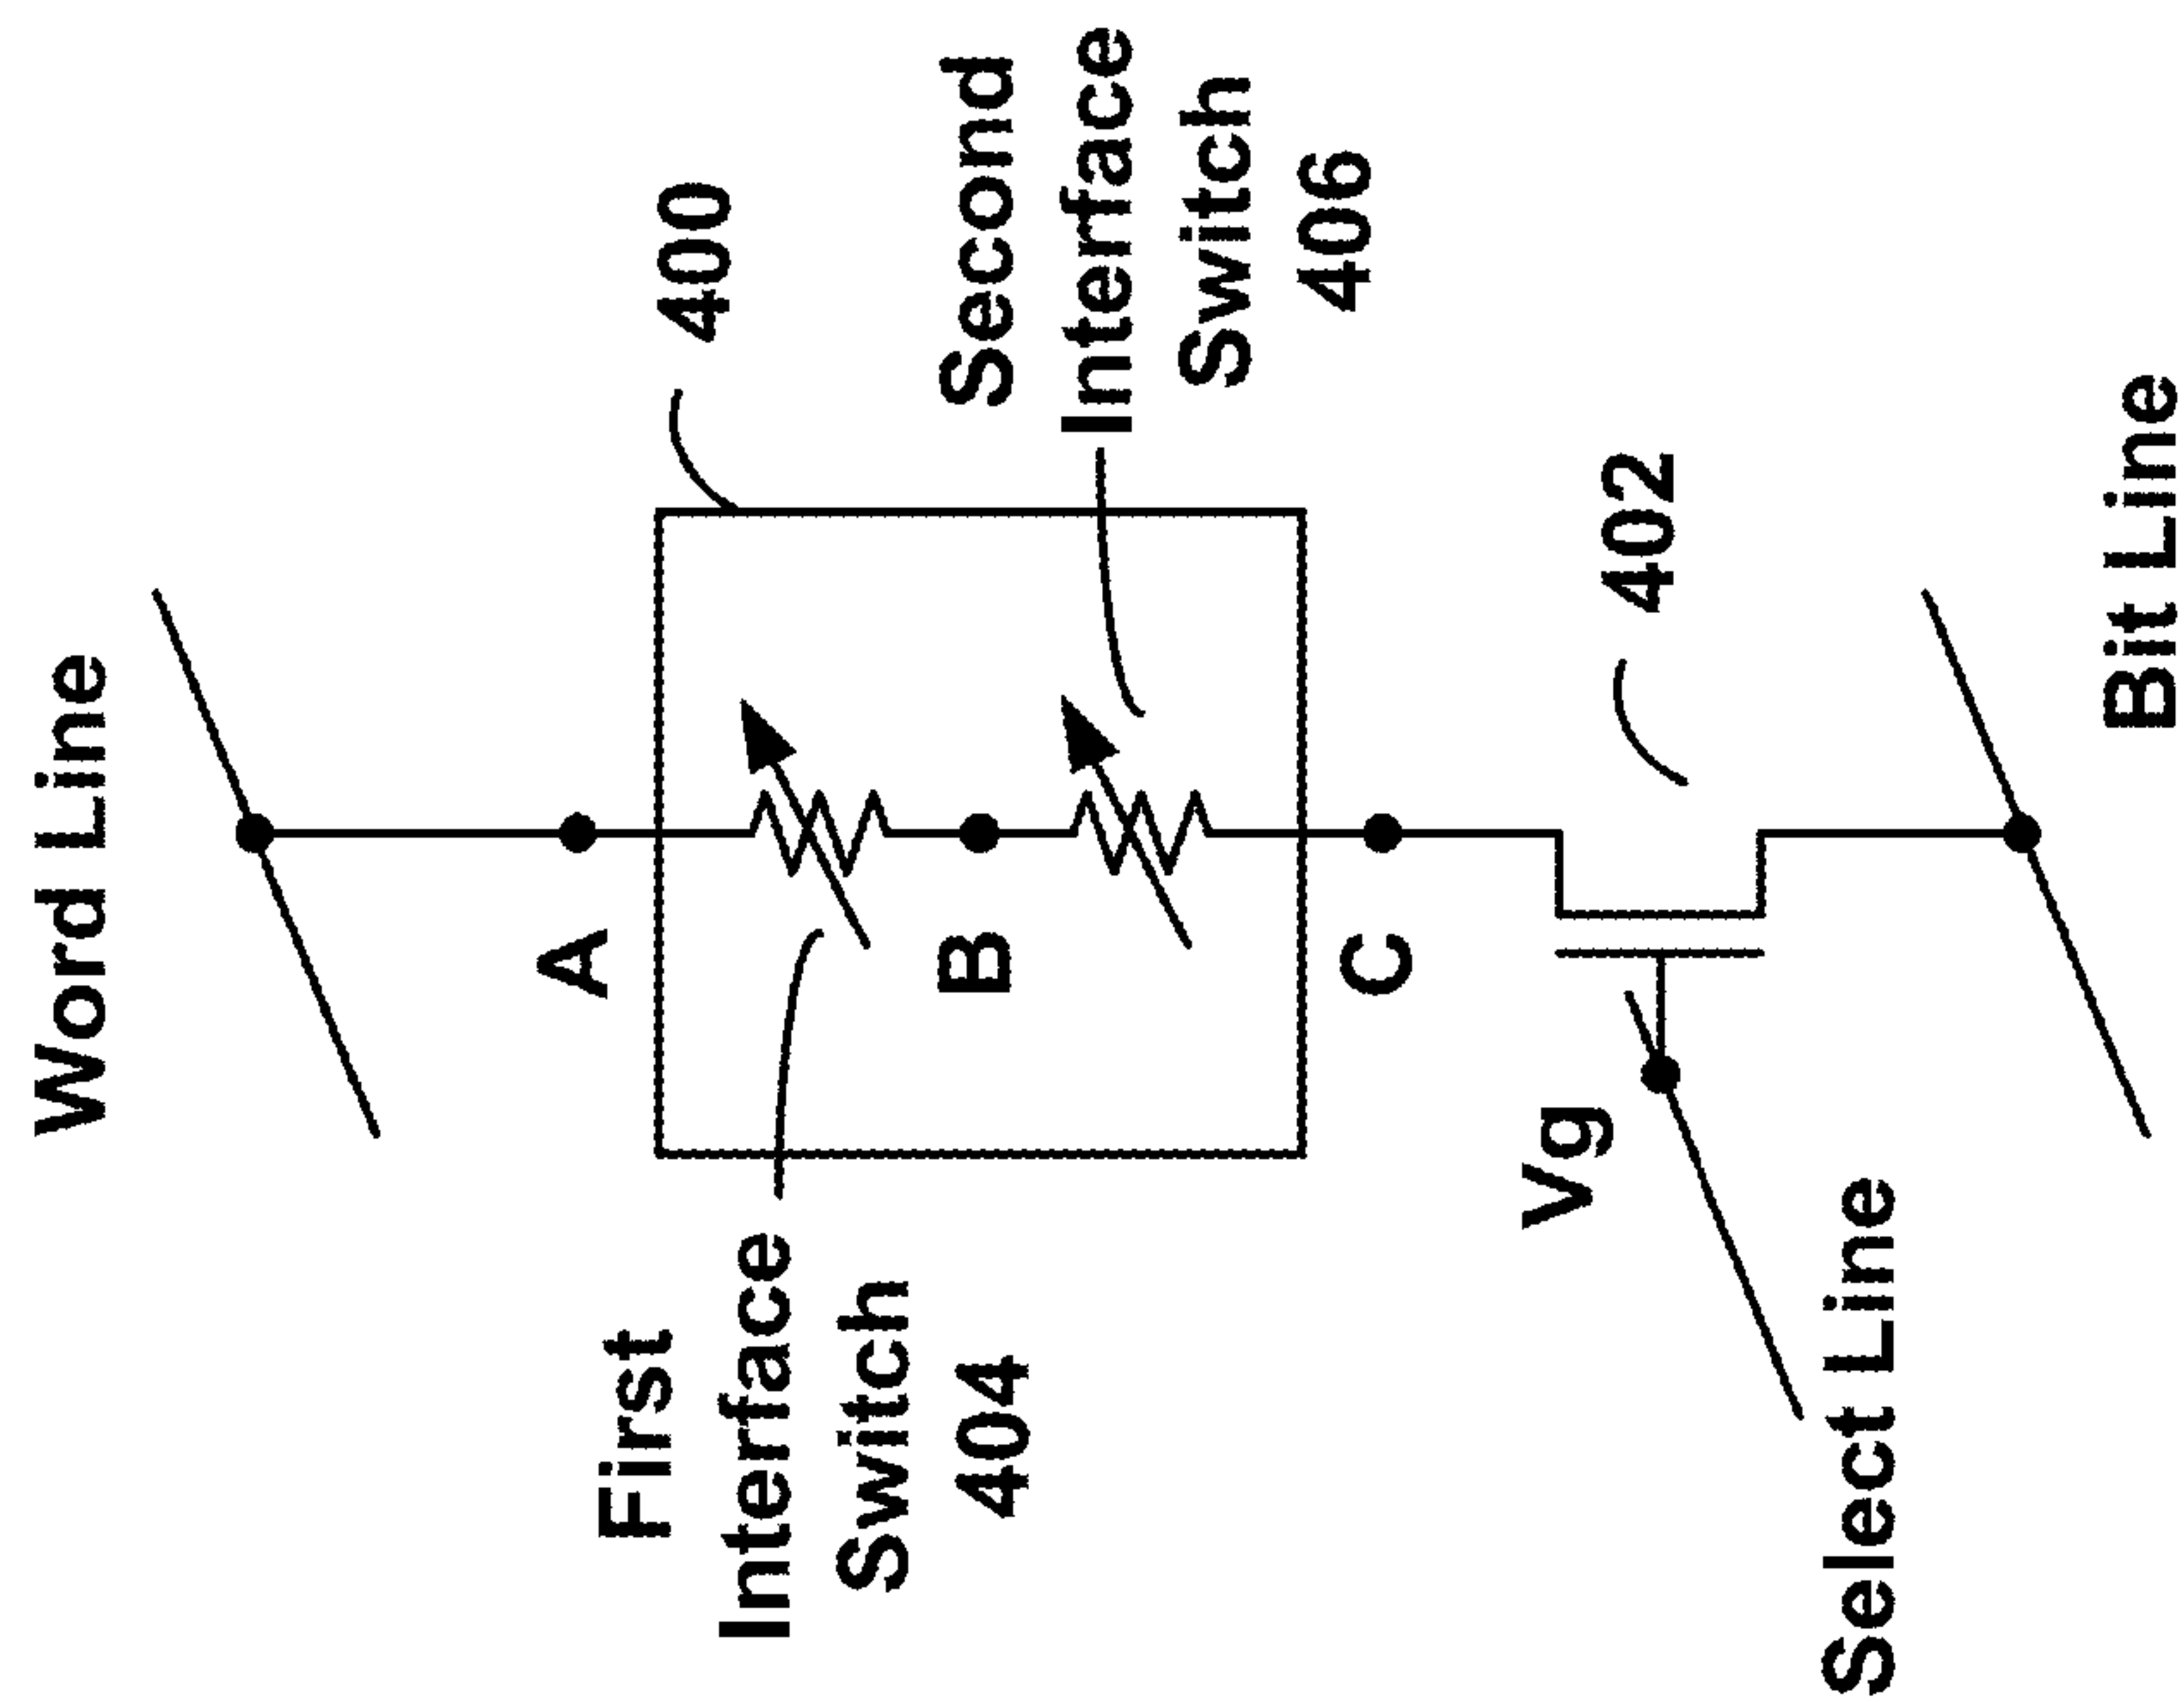 Word Line
A
400
First
Interface
Switch
404
B
Second
Interface
Switch
406
C
Vg
402
Select Line
Bit Line